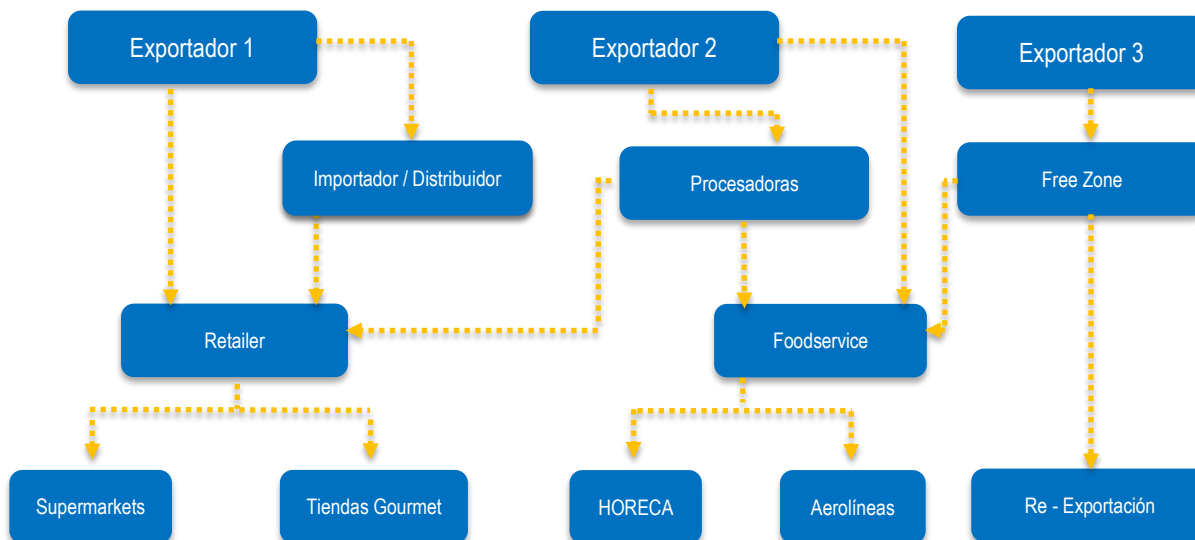 Exportador 1
Exportador 2
Exportador 3
Importador / Distribuidor
Procesadoras
Free Zone
Retailer
Foodservice
Supermarkets
Tiendas Gourmet
HORECA
Aerolíneas
Re - Exportación